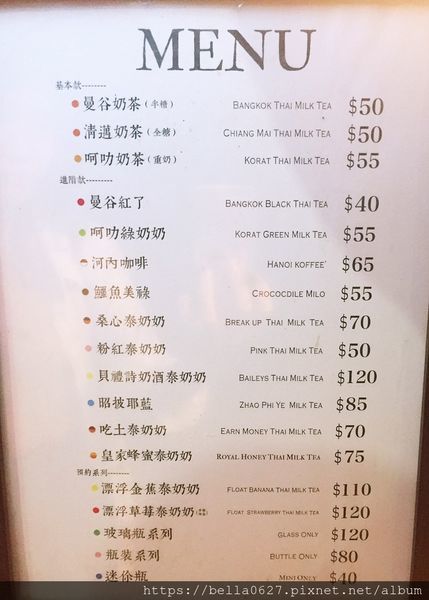 MENU
基本款--------
曼谷奶茶(半糖) BANGKOK THAI MILK TEA $50
清邁奶茶(全糖) CHIANG MAI THAI MILK TEA $50
呵叻奶茶(重奶) KORAT THAI MILK TEA $55
進階款---------
曼谷紅了 BANGKOK BLACK THAI TEA $40
呵叻綠奶奶 KORAT GREEN MILK TEA $55
河內咖啡 HANOI KOFFEE' $65
鱷魚美祿 CROCOCDILE MILO $55
桑心泰奶奶 BREAK UP THAI MILK TEA $70
粉紅泰奶奶 PINK THAI MILK TEA $50
貝禮詩奶酒泰奶奶 BAILEYS THAI MILK TEA $120
昭披耶藍 ZHAO PHI YE MILK TEA $85
吃土泰奶奶 EARN MONEY THAI MILK TEA $70
皇家蜂蜜泰奶奶 ROYAL HONEY THAI MILK TEA $75
預約系列--------
漂浮金蕉泰奶奶 FLOAT BANANA THAI MILK TEA $110
漂浮草莓泰奶奶 FLOAT STRAWBERRY THAI MILK TEA $120
玻璃瓶系列 GLASS ONLY $120
瓶裝系列 BUTTLE ONLY $80
迷你瓶 MINI ONLY $40
https://bella0627.pixnet.net/album